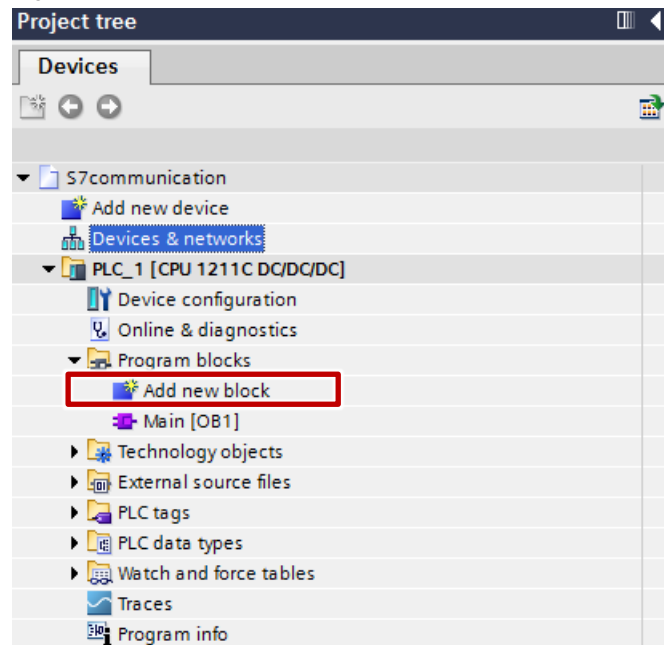 Project tree
Devices
S7communication
Add new device
Devices & networks
PLC_1 [CPU 1211C DC/DC/DC]
Device configuration
Online & diagnostics
Program blocks
Add new block
Main [OB1]
Technology objects
External source files
PLC tags
PLC data types
Watch and force tables
Traces
Program info